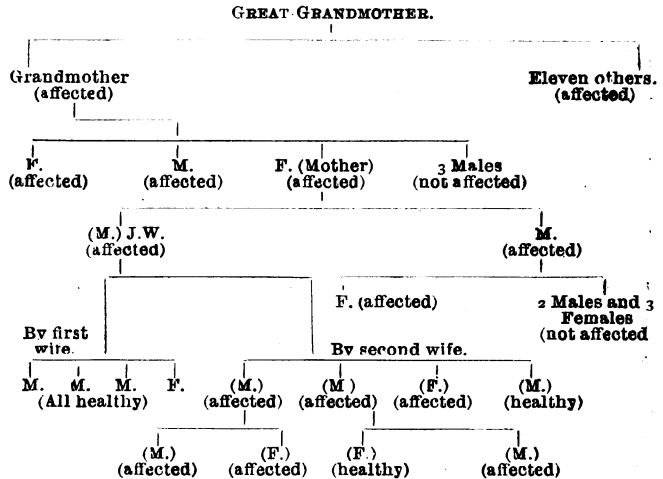 GREAT GRANDMOTHER.
Grandmother
(affected)
Eleven others.
(affected)
F.
(affected)
M.
(affected)
F. (Mother)
(affected)
3 Males
(not affected)
(M.) J.W.
(affected)
M.
(affected)
F. (affected)
2 Males and 3
Females
(not affected
By first
wife.
By second wife.
M. M. M. F.
(All healthy)
(M.)
(affected)
(M )
(affected)
(F.)
(affected)
(M.)
(healthy)
(M.)
(affected)
(F.)
(affected)
(F.)
(healthy)
(M.)
(affected)